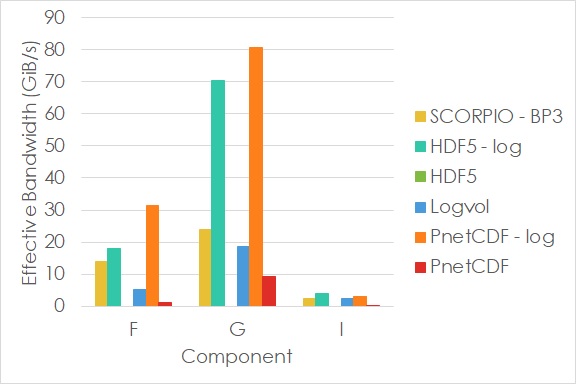 90
80
70
60
50
40
30
20
10
0
Effective Bandwidth (GiB/s)
F
G
I
Component
SCORPIO - BP3
HDF5 - log
HDF5
Logvol
PnetCDF - log
PnetCDF